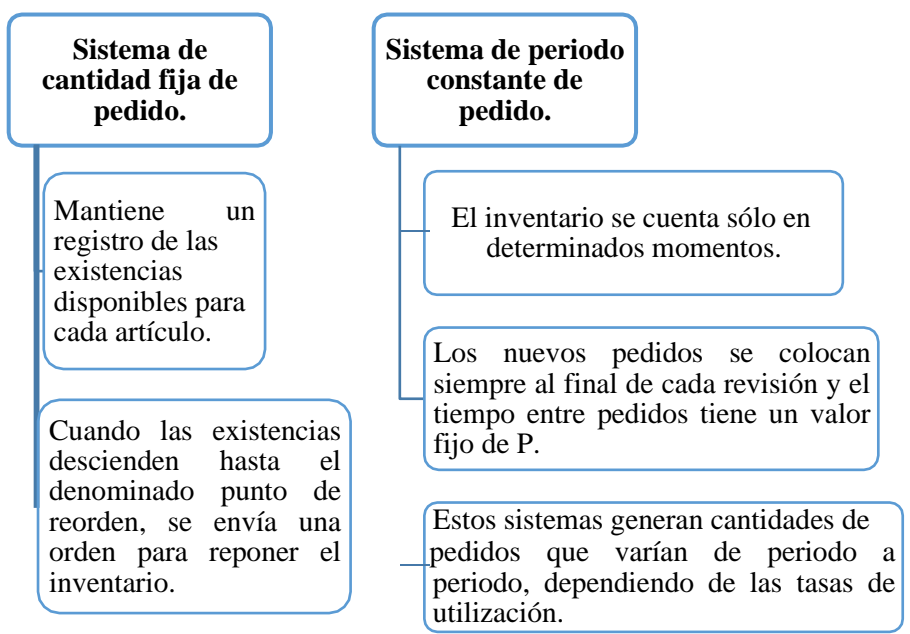 Sistema de
cantidad fija de
pedido.
Mantiene un
registro de las
existencias
disponibles para
cada artículo.
Cuando las existencias
descienden hasta el
denominado punto de
reorden, se envía una
orden para reponer el
inventario.
Sistema de periodo
constante de
pedido.
El inventario se cuenta sólo en
determinados momentos.
Los nuevos pedidos se colocan
siempre al final de cada revisión y el
tiempo entre pedidos tiene un valor
fijo de P.
Estos sistemas generan cantidades de
pedidos que varían de periodo a
periodo, dependiendo de las tasas de
utilización.